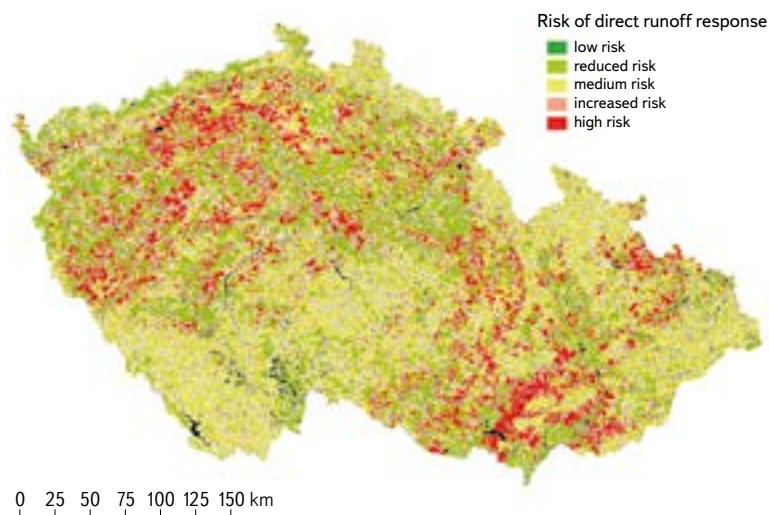 Risk of direct runoff response
low risk
reduced risk
medium risk
increased risk
high risk
0 25 50 75 100 125 150 km